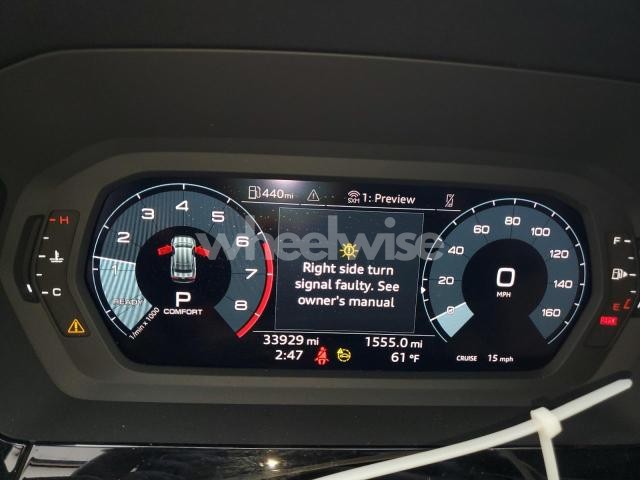 440mi
SXM 1: Preview
H
C
1
2
3
4
5
6
7
8
READY
P
COMFORT
1/min x 1000
wheelwise
Right side turn
signal faulty. See
owner's manual
0
20
40
60
80
100
120
140
160
0
MPH
F
E
PARK
33929 mi
1555.0 mi
2:47
61 °F
CRUISE 15 mph